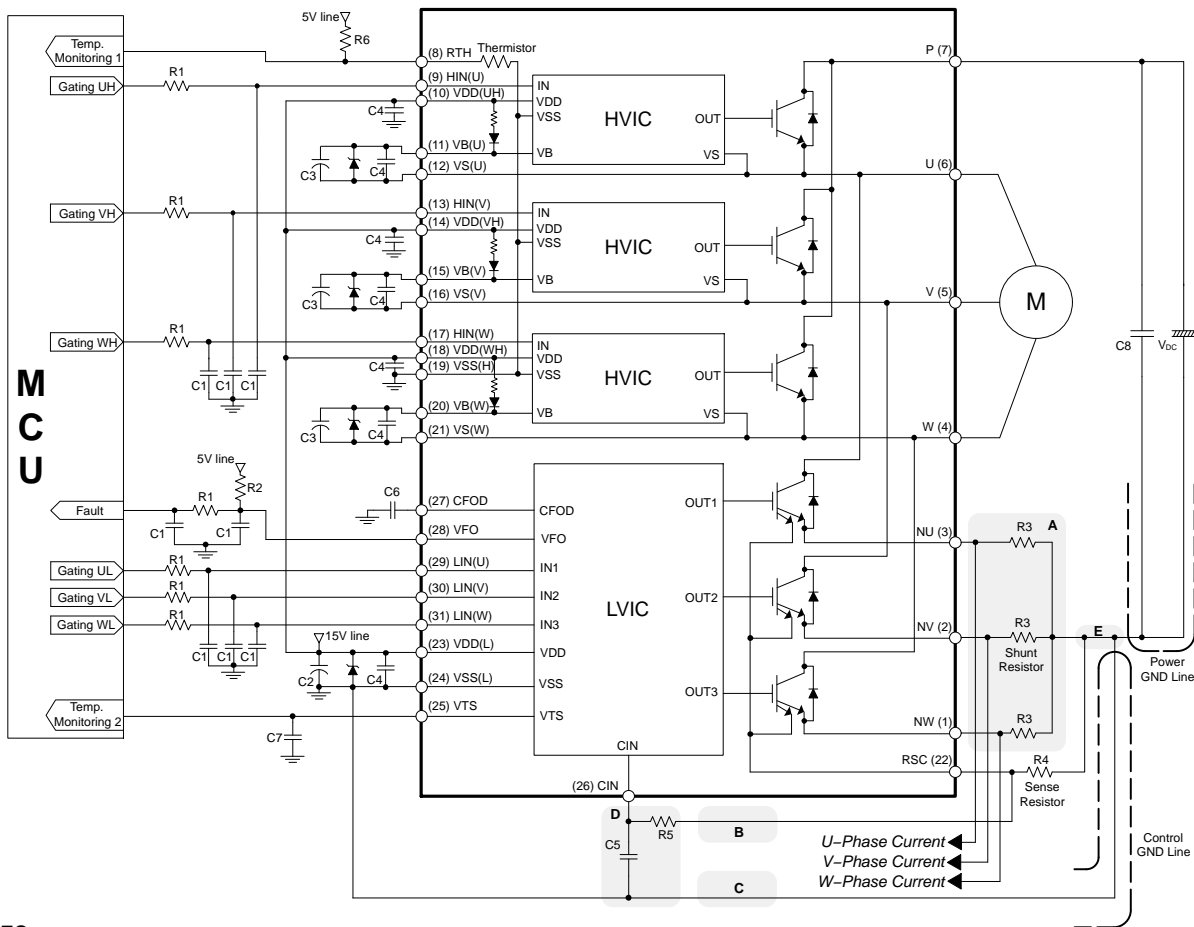 MCU
5V line
R6
Temp.
Monitoring 1
(8) RTH
Thermistor
P (7)
R1
Gating UH
(9) HIN(U)
IN
(10) VDD(UH)
VDD
C4
VSS
HVIC
OUT
(11) VB(U)
VB
VS
C3
C4
(12) VS(U)
U (6)
R1
Gating VH
(13) HIN(V)
IN
(14) VDD(VH)
VDD
C4
VSS
HVIC
OUT
(15) VB(V)
VB
VS
C3
C4
(16) VS(V)
V (5)
M
R1
Gating WH
(17) HIN(W)
IN
(18) VDD(WH)
VDD
C4
(19) VSS(H)
VSS
HVIC
OUT
C8
VDC
C1
C1
C1
(20) VB(W)
VB
VS
C3
C4
(21) VS(W)
W (4)
5V line
R2
C6
(27) CFOD
CFOD
OUT1
Fault
R1
C1
C1
(28) VFO
VFO
NU (3)
R3
A
Gating UL
R1
(29) LIN(U)
IN1
Gating VL
R1
(30) LIN(V)
IN2
LVIC
OUT2
Gating WL
R1
(31) LIN(W)
IN3
NV (2)
R3
Shunt
Resistor
E
Power
GND Line
C1
C1
C1
15V line
(23) VDD(L)
VDD
C2
C4
(24) VSS(L)
VSS
OUT3
Temp.
Monitoring 2
(25) VTS
VTS
C7
NW (1)
R3
CIN
RSC (22)
R4
Sense
Resistor
(26) CIN
D
R5
B
C5
C
U−Phase Current
V−Phase Current
W−Phase Current
Control
GND Line